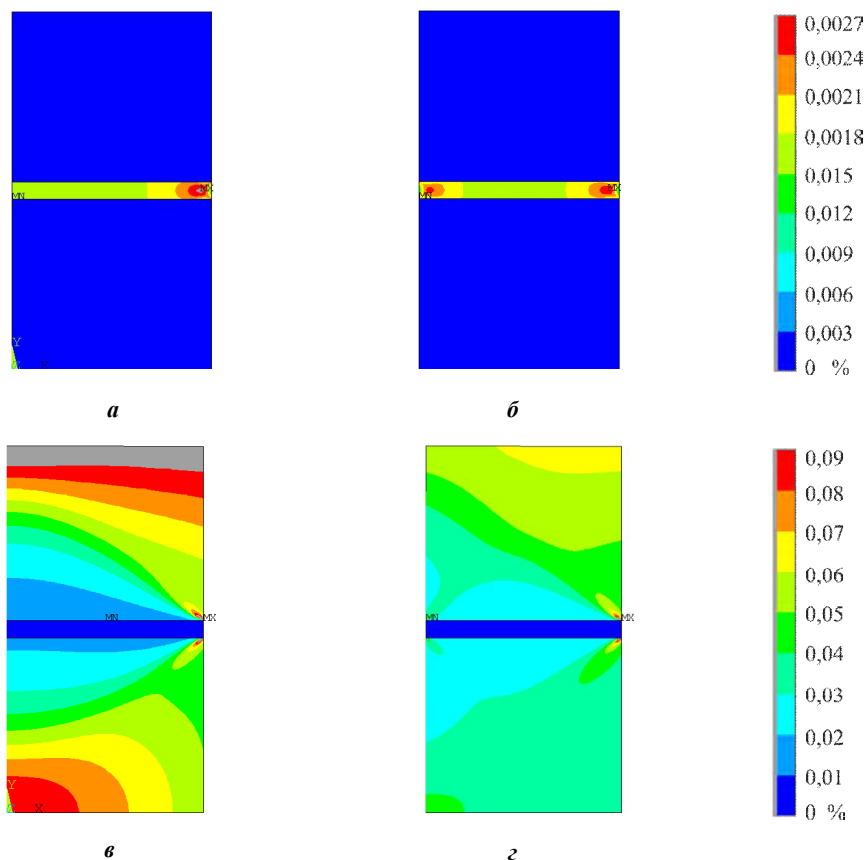 0,0027
0,0024
0,0021
0,0018
0,015
0,012
0,009
0,006
0,003
0 %
MX
MN
Y
Z X
MX
MN
а
б
0,09
0,08
0,07
0,06
0,05
0,04
0,03
0,02
0,01
0 %
MN
MX
Y
Z
X
MN
MX
в
г